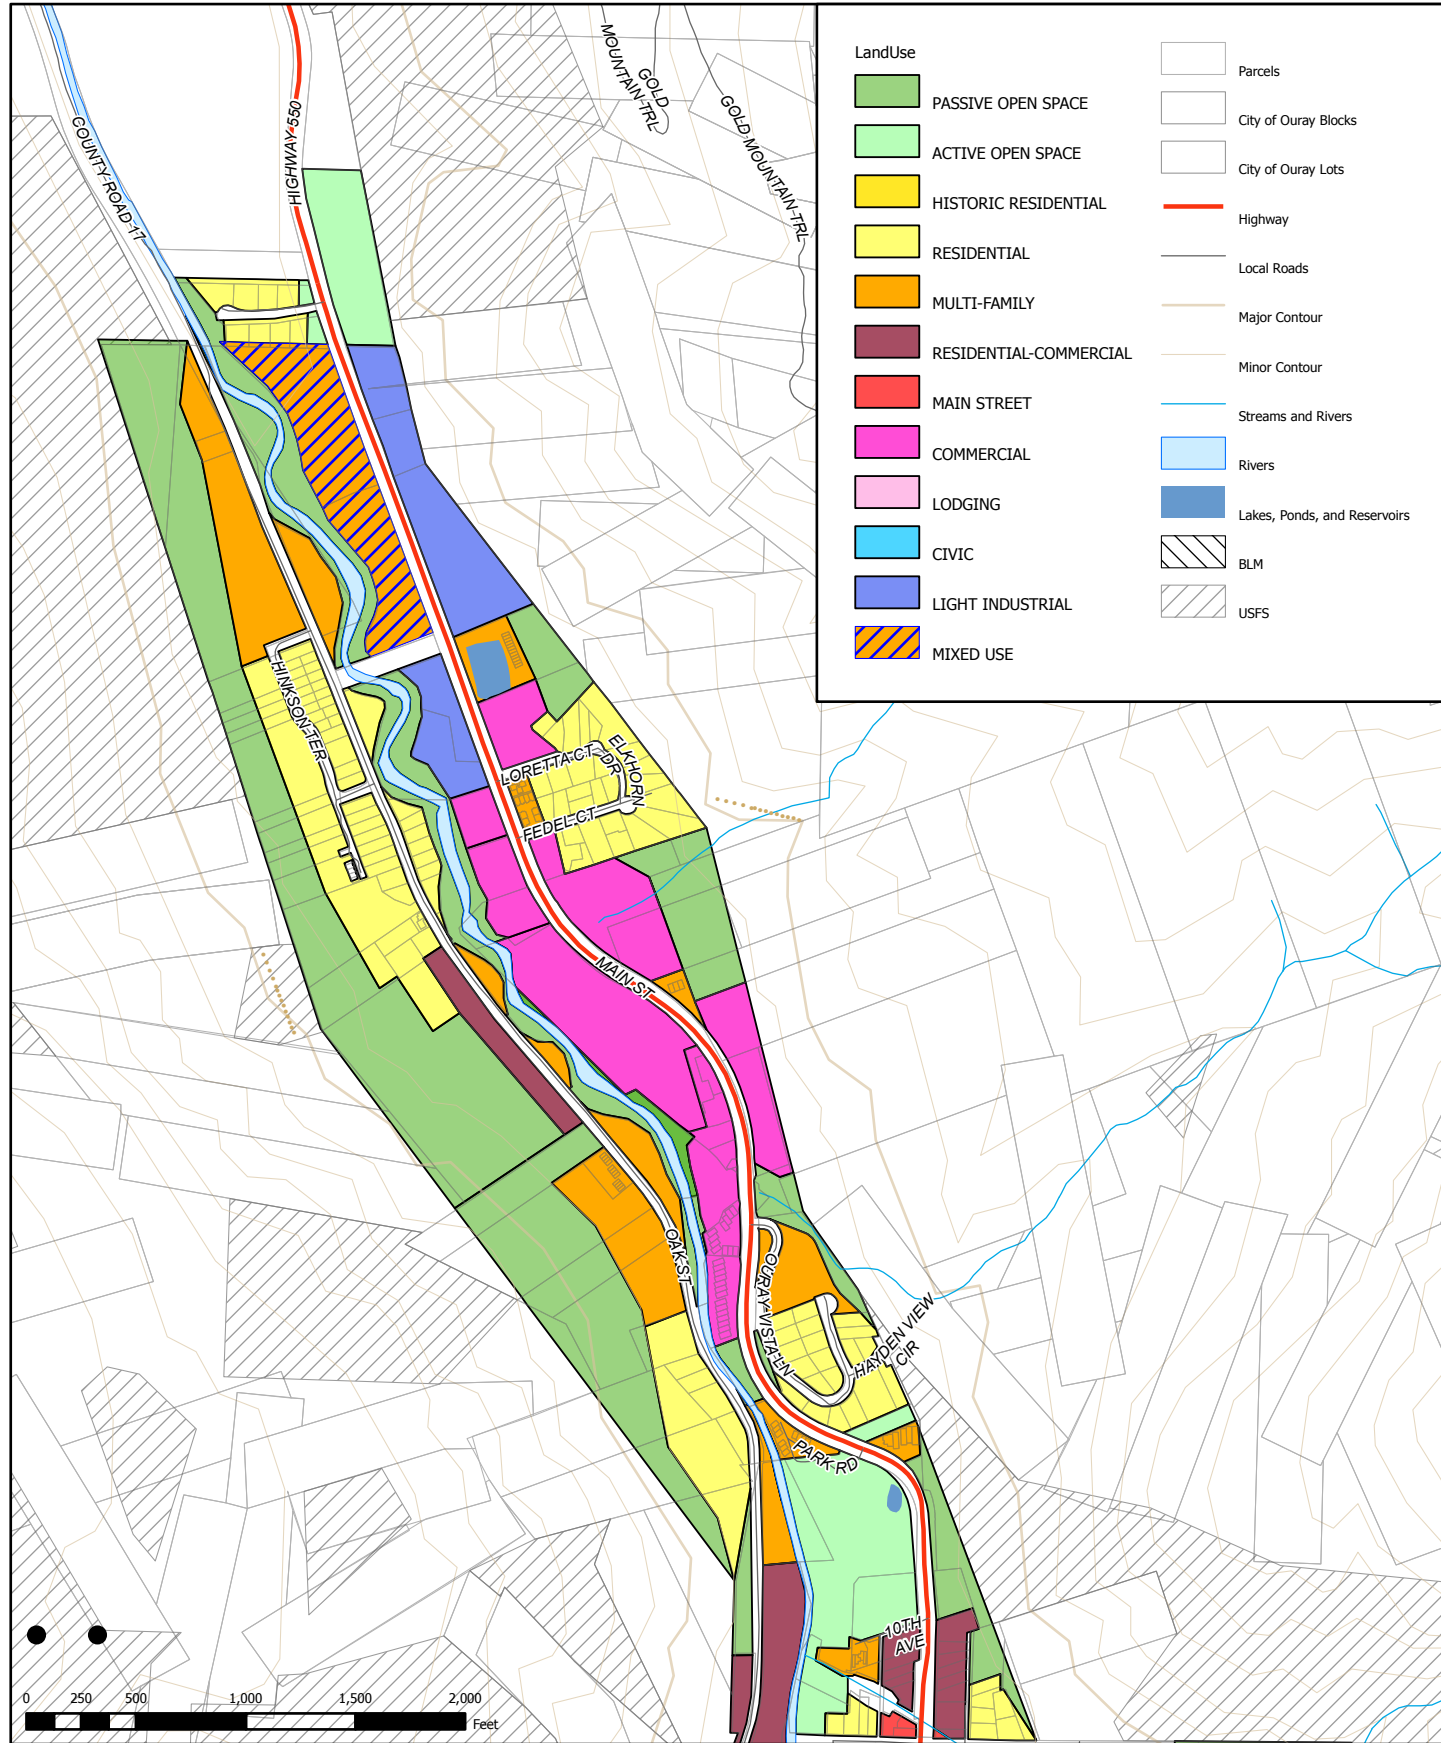 LandUse
PASSIVE OPEN SPACE
ACTIVE OPEN SPACE
HISTORIC RESIDENTIAL
RESIDENTIAL
MULTI-FAMILY
RESIDENTIAL-COMMERCIAL
MAIN STREET
COMMERCIAL
LODGING
CIVIC
LIGHT INDUSTRIAL
MIXED USE
Parcels
City of Ouray Blocks
City of Ouray Lots
Highway
Local Roads
Major Contour
Minor Contour
Streams and Rivers
Rivers
Lakes, Ponds, and Reservoirs
BLM
USFS
COUNTY ROAD 17
HIGHWAY 550
GOLD
MOUNTAIN TRL
GOLD MOUNTAIN TRL
HINKSON TER
LORETTA CT
ELKHORN
DR
FEDEL CT
MAIN ST
OAK ST
OURAY VISTA LN
HAYDEN VIEW
CIR
PARK RD
10TH
AVE
0 250 500 1,000 1,500 2,000
Feet